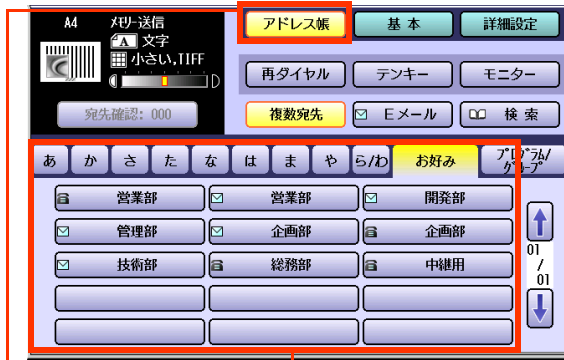 A4 ﾒﾓﾘｰ送信 アドレス帳 基本 詳細設定
A 文字
小さい,TIFF
再ダイヤル テンキー モニター
宛先確認: 000 複数宛先 Eメール 検索
あ か さ た な は ま や ら/わ お好み ﾌﾟﾛｸﾞﾗﾑ/
ｸﾞﾙｰﾌﾟ
営業部 営業部 開発部
管理部 企画部 企画部
技術部 総務部 中継用
01
/
01